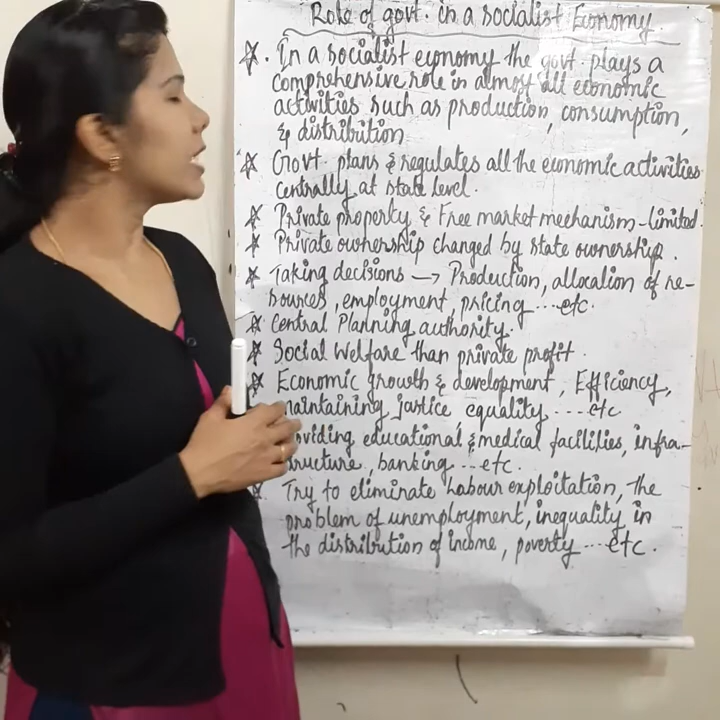 Role of govt. in a Socialist Economy.
☆. In a socialist economy the govt. plays a
comprehensive role in almost all economic
activities such as production, consumption,
& distribution
☆ Govt. plans & regulates all the economic activities
centrally at state level.
☆ Private property & Free market mechanism - limited.
☆ Private ownership changed by state ownership.
☆ Taking decisions → Production, allocation of re-
sources, employment, pricing ....etc.
☆ Central Planning authority.
☆ Social Welfare than private profit.
☆ Economic growth & development, Efficiency,
maintaining justice, equality ....etc
oviding educational, & medical facilities, infra-
ructure, banking ...etc.
Try to eliminate labour exploitation, the
problem of unemployment, inequality in
the distribution of income, poverty ....etc.